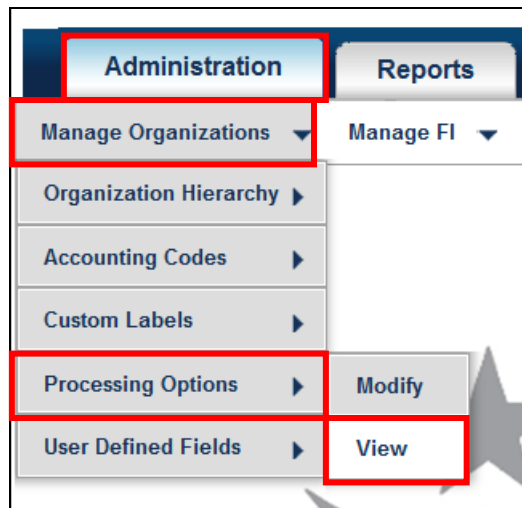 Administration
Reports
Manage Organizations
Manage FI
Organization Hierarchy
Accounting Codes
Custom Labels
Processing Options
Modify
User Defined Fields
View